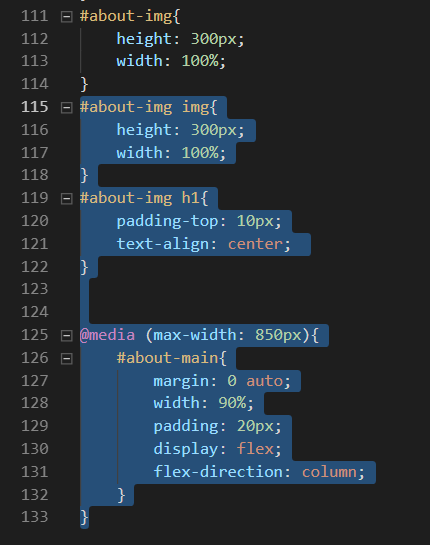 111 #about-img{
112     height: 300px;
113     width: 100%;
114 }
115 #about-img img{
116     height: 300px;
117     width: 100%;
118 }
119 #about-img h1{
120     padding-top: 10px;
121     text-align: center;
122 }
123
124
125 @media (max-width: 850px){
126     #about-main{
127         margin: 0 auto;
128         width: 90%;
129         padding: 20px;
130         display: flex;
131         flex-direction: column;
132     }
133 }